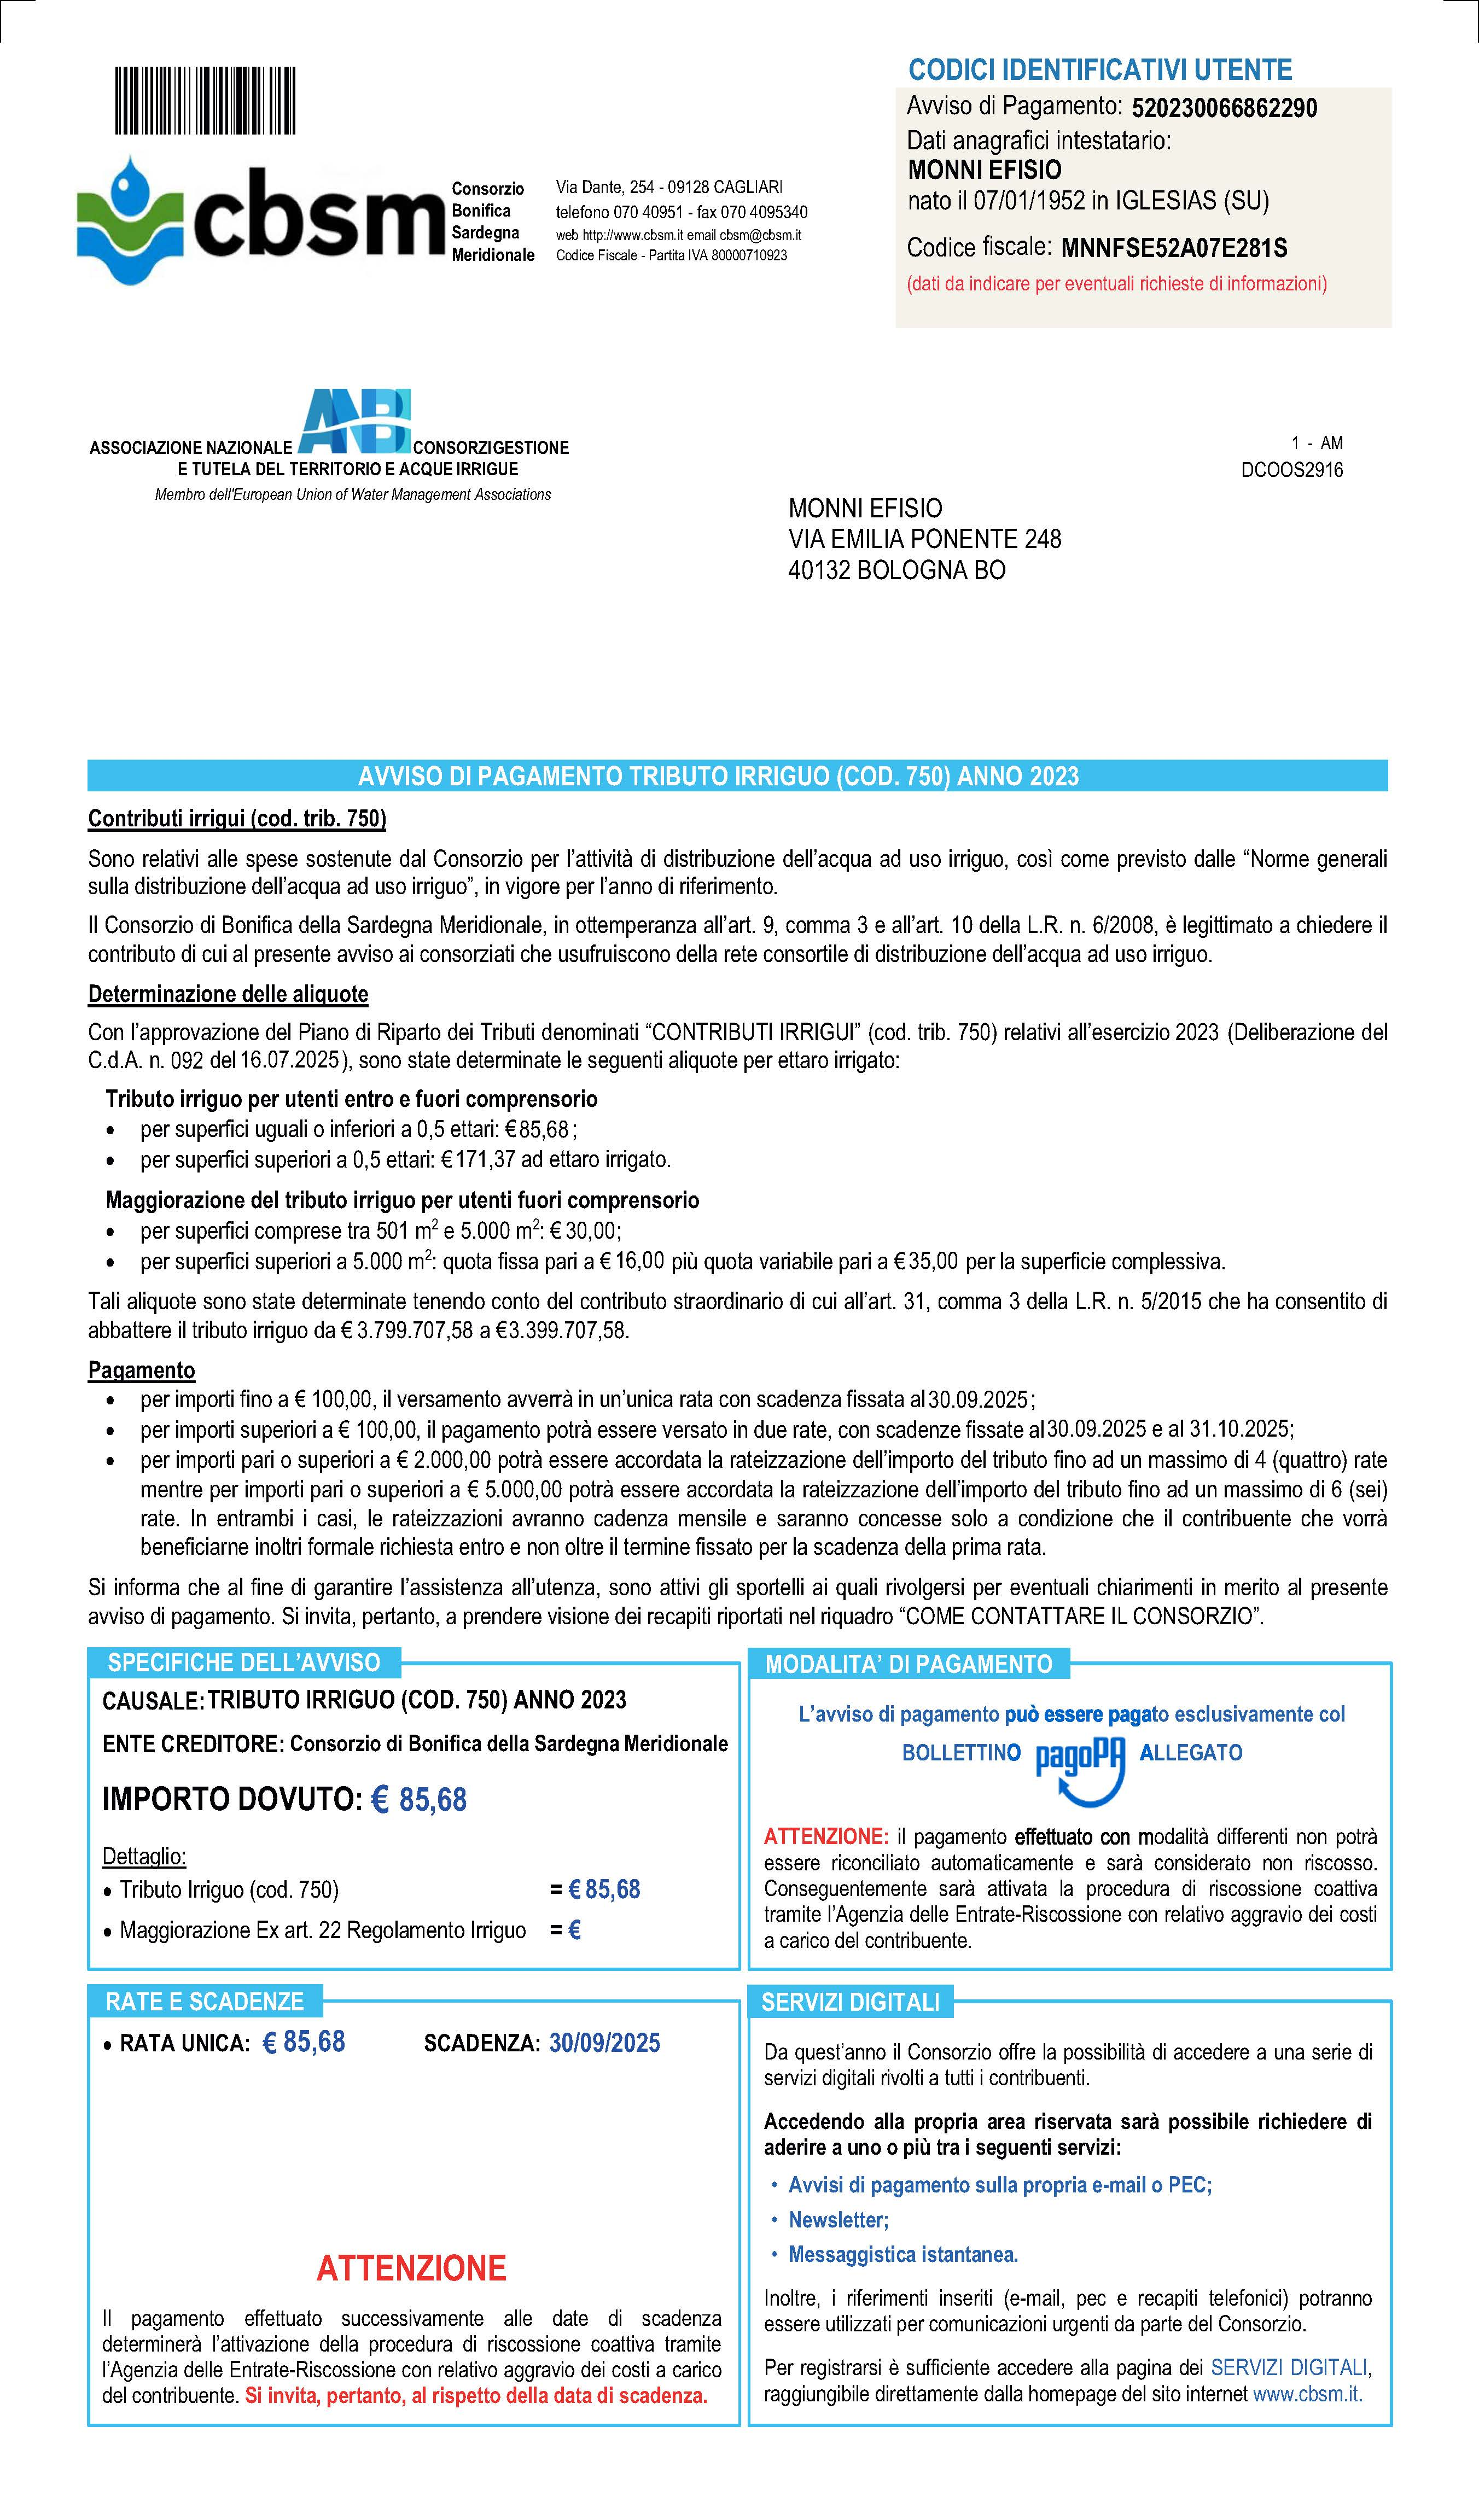 CODICI IDENTIFICATIVI UTENTE
Avviso di Pagamento: 520230066862290
Dati anagrafici intestatario:
MONNI EFISIO
nato il 07/01/1952 in IGLESIAS (SU)
Codice fiscale: MNNFSE52A07E281S
(dati da indicare per eventuali richieste di informazioni)
cbsm
Consorzio
Bonifica
Sardegna
Meridionale
Via Dante, 254 - 09128 CAGLIARI
telefono 070 40951 - fax 070 4095340
web http://www.cbsm.it email cbsm@cbsm.it
Codice Fiscale - Partita IVA 80000710923
ASSOCIAZIONE NAZIONALE ANBI CONSORZI GESTIONE
E TUTELA DEL TERRITORIO E ACQUE IRRIGUE
Membro dell'European Union of Water Management Associations
1 - AM
DCOOS2916
MONNI EFISIO
VIA EMILIA PONENTE 248
40132 BOLOGNA BO
AVVISO DI PAGAMENTO TRIBUTO IRRIGUO (COD. 750) ANNO 2023
Contributi irrigui (cod. trib. 750)
Sono relativi alle spese sostenute dal Consorzio per l’attività di distribuzione dell’acqua ad uso irriguo, così come previsto dalle “Norme generali
sulla distribuzione dell’acqua ad uso irriguo”, in vigore per l’anno di riferimento.
Il Consorzio di Bonifica della Sardegna Meridionale, in ottemperanza all’art. 9, comma 3 e all’art. 10 della L.R. n. 6/2008, è legittimato a chiedere il
contributo di cui al presente avviso ai consorziati che usufruiscono della rete consortile di distribuzione dell’acqua ad uso irriguo.
Determinazione delle aliquote
Con l’approvazione del Piano di Riparto dei Tributi denominati “CONTRIBUTI IRRIGUI” (cod. trib. 750) relativi all’esercizio 2023 (Deliberazione del
C.d.A. n. 092 del 16.07.2025), sono state determinate le seguenti aliquote per ettaro irrigato:
Tributo irriguo per utenti entro e fuori comprensorio
• per superfici uguali o inferiori a 0,5 ettari: € 85,68;
• per superfici superiori a 0,5 ettari: € 171,37 ad ettaro irrigato.
Maggiorazione del tributo irriguo per utenti fuori comprensorio
• per superfici comprese tra 501 m² e 5.000 m²: € 30,00;
• per superfici superiori a 5.000 m²: quota fissa pari a € 16,00 più quota variabile pari a € 35,00 per la superficie complessiva.
Tali aliquote sono state determinate tenendo conto del contributo straordinario di cui all’art. 31, comma 3 della L.R. n. 5/2015 che ha consentito di
abbattere il tributo irriguo da € 3.799.707,58 a €3.399.707,58.
Pagamento
• per importi fino a € 100,00, il versamento avverrà in un’unica rata con scadenza fissata al 30.09.2025;
• per importi superiori a € 100,00, il pagamento potrà essere versato in due rate, con scadenze fissate al 30.09.2025 e al 31.10.2025;
• per importi pari o superiori a € 2.000,00 potrà essere accordata la rateizzazione dell’importo del tributo fino ad un massimo di 4 (quattro) rate
mentre per importi pari o superiori a € 5.000,00 potrà essere accordata la rateizzazione dell’importo del tributo fino ad un massimo di 6 (sei)
rate. In entrambi i casi, le rateizzazioni avranno cadenza mensile e saranno concesse solo a condizione che il contribuente che vorrà
beneficiarne inoltri formale richiesta entro e non oltre il termine fissato per la scadenza della prima rata.
Si informa che al fine di garantire l’assistenza all’utenza, sono attivi gli sportelli ai quali rivolgersi per eventuali chiarimenti in merito al presente
avviso di pagamento. Si invita, pertanto, a prendere visione dei recapiti riportati nel riquadro “COME CONTATTARE IL CONSORZIO”.
SPECIFICHE DELL’AVVISO
CAUSALE: TRIBUTO IRRIGUO (COD. 750) ANNO 2023
ENTE CREDITORE: Consorzio di Bonifica della Sardegna Meridionale
IMPORTO DOVUTO: € 85,68
Dettaglio:
• Tributo Irriguo (cod. 750) = € 85,68
• Maggiorazione Ex art. 22 Regolamento Irriguo = €
MODALITA’ DI PAGAMENTO
L’avviso di pagamento può essere pagato esclusivamente col
BOLLETTINO pagoPA ALLEGATO
ATTENZIONE: il pagamento effettuato con modalità differenti non potrà
essere riconciliato automaticamente e sarà considerato non riscosso.
Conseguentemente sarà attivata la procedura di riscossione coattiva
tramite l’Agenzia delle Entrate-Riscossione con relativo aggravio dei costi
a carico del contribuente.
RATE E SCADENZE
• RATA UNICA: € 85,68 SCADENZA: 30/09/2025
ATTENZIONE
Il pagamento effettuato successivamente alle date di scadenza
determinerà l’attivazione della procedura di riscossione coattiva tramite
l’Agenzia delle Entrate-Riscossione con relativo aggravio dei costi a carico
del contribuente. Si invita, pertanto, al rispetto della data di scadenza.
SERVIZI DIGITALI
Da quest’anno il Consorzio offre la possibilità di accedere a una serie di
servizi digitali rivolti a tutti i contribuenti.
Accedendo alla propria area riservata sarà possibile richiedere di
aderire a uno o più tra i seguenti servizi:
• Avvisi di pagamento sulla propria e-mail o PEC;
• Newsletter;
• Messaggistica istantanea.
Inoltre, i riferimenti inseriti (e-mail, pec e recapiti telefonici) potranno
essere utilizzati per comunicazioni urgenti da parte del Consorzio.
Per registrarsi è sufficiente accedere alla pagina dei SERVIZI DIGITALI,
raggiungibile direttamente dalla homepage del sito internet www.cbsm.it.